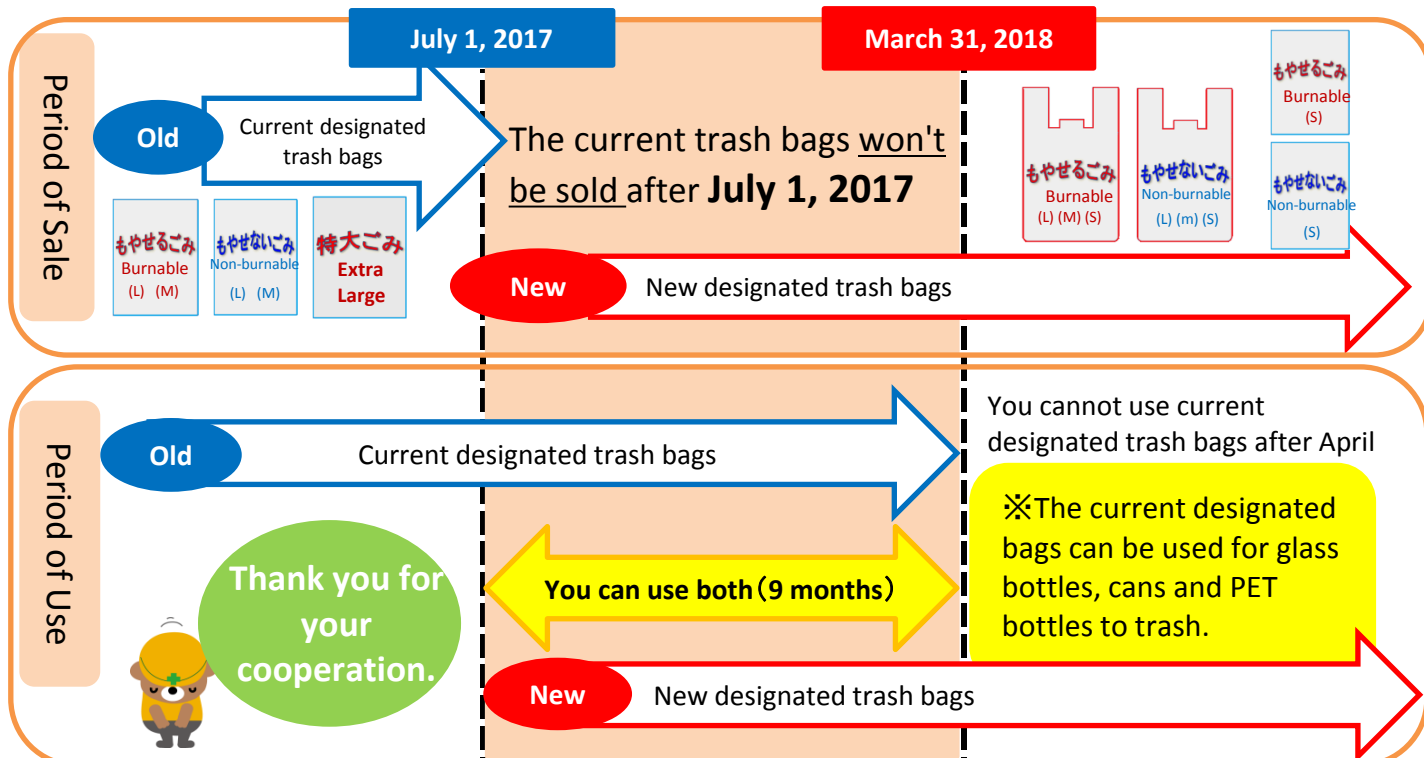 July 1, 2017
March 31, 2018
Period of Sale
Old
Current designated
trash bags
The current trash bags won't
be sold after July 1, 2017
もやせるごみ
Burnable
(L) (M)
もやせないごみ
Non-burnable
(L) (M)
特大ごみ
Extra
Large
もやせるごみ
Burnable
(L) (M) (S)
もやせないごみ
Non-burnable
(L) (m) (S)
もやせるごみ
Burnable
(S)
もやせないごみ
Non-burnable
(S)
New
New designated trash bags
Period of Use
Old
Current designated trash bags
You cannot use current
designated trash bags after April
※The current designated
bags can be used for glass
bottles, cans and PET
bottles to trash.
You can use both(9 months)
Thank you for
your
cooperation.
New
New designated trash bags